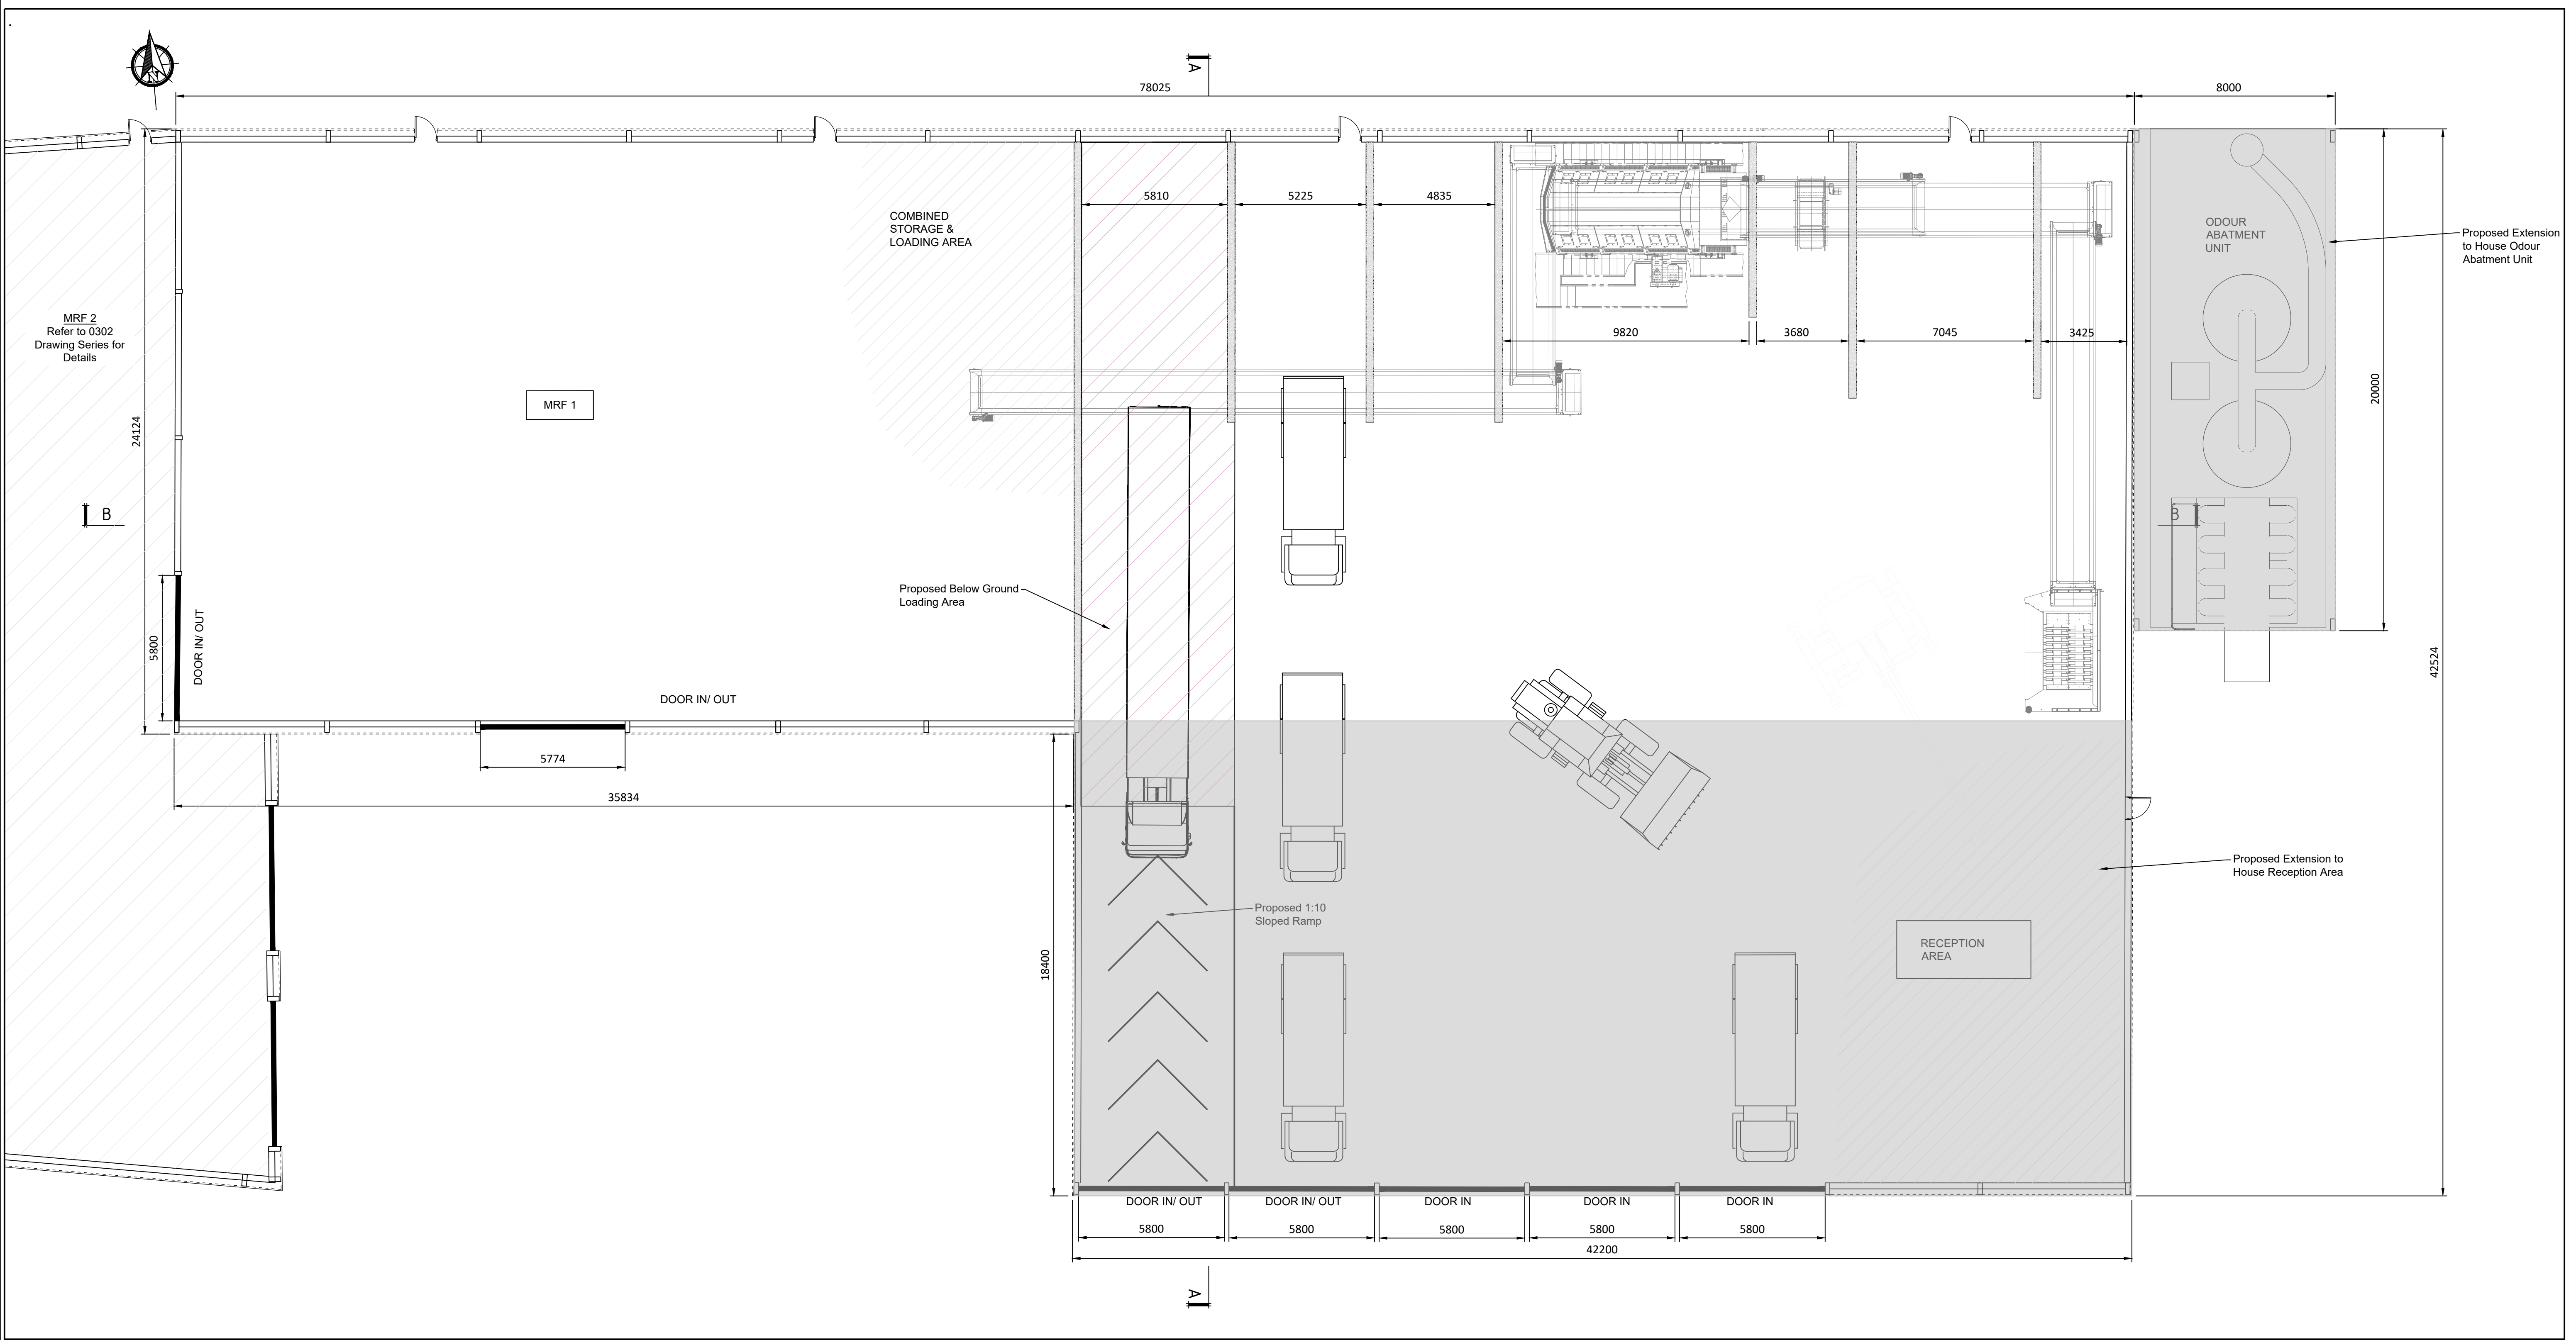 N
A
78025
8000
5810
5225
4835
COMBINED
STORAGE &
LOADING AREA
ODOUR
ABATMENT
UNIT
Proposed Extension
to House Odour
Abatment Unit
MRF 2
Refer to 0302
Drawing Series for
Details
9820
3680
7045
3425
20000
MRF 1
24124
B
B
Proposed Below Ground
Loading Area
5800
DOOR IN/ OUT
DOOR IN/ OUT
42524
5774
35834
Proposed Extension to
House Reception Area
Proposed 1:10
Sloped Ramp
RECEPTION
AREA
18400
DOOR IN/ OUT
DOOR IN/ OUT
DOOR IN
DOOR IN
DOOR IN
5800
5800
5800
5800
5800
42200
A